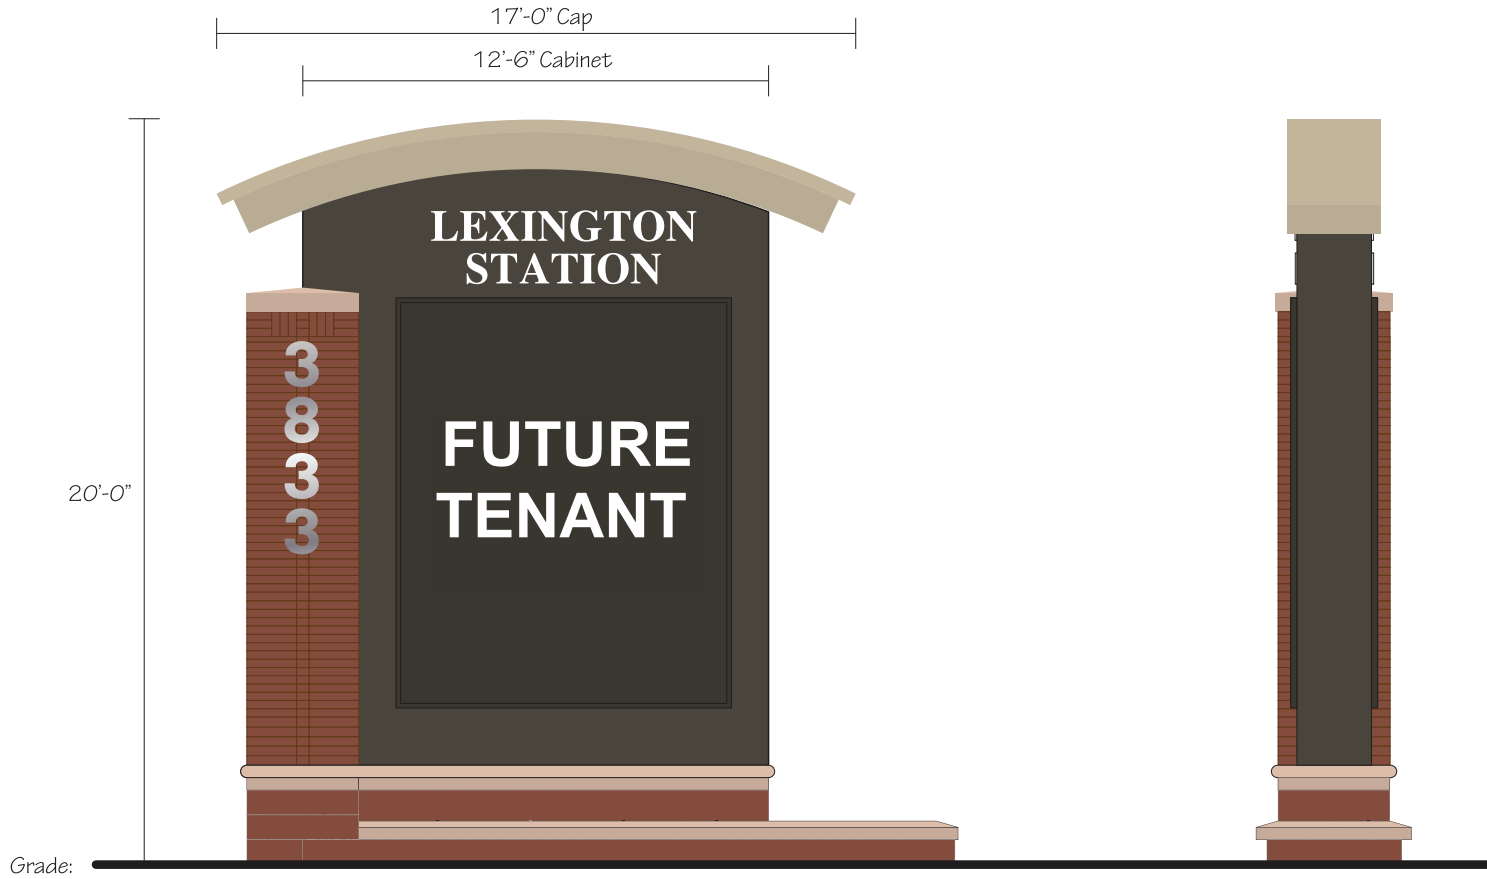 17'-0" Cap
12'-6" Cabinet
LEXINGTON
STATION
3
8
3
3
FUTURE
TENANT
20'-0"
Grade: